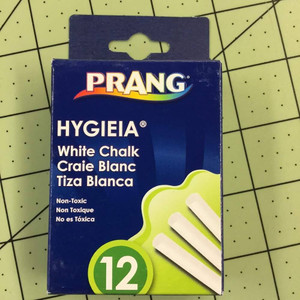 PRANG
HYGIEIA®
White Chalk
Craie Blanc
Tiza Blanca
Non-Toxic
Non Toxique
No es Tóxica
12